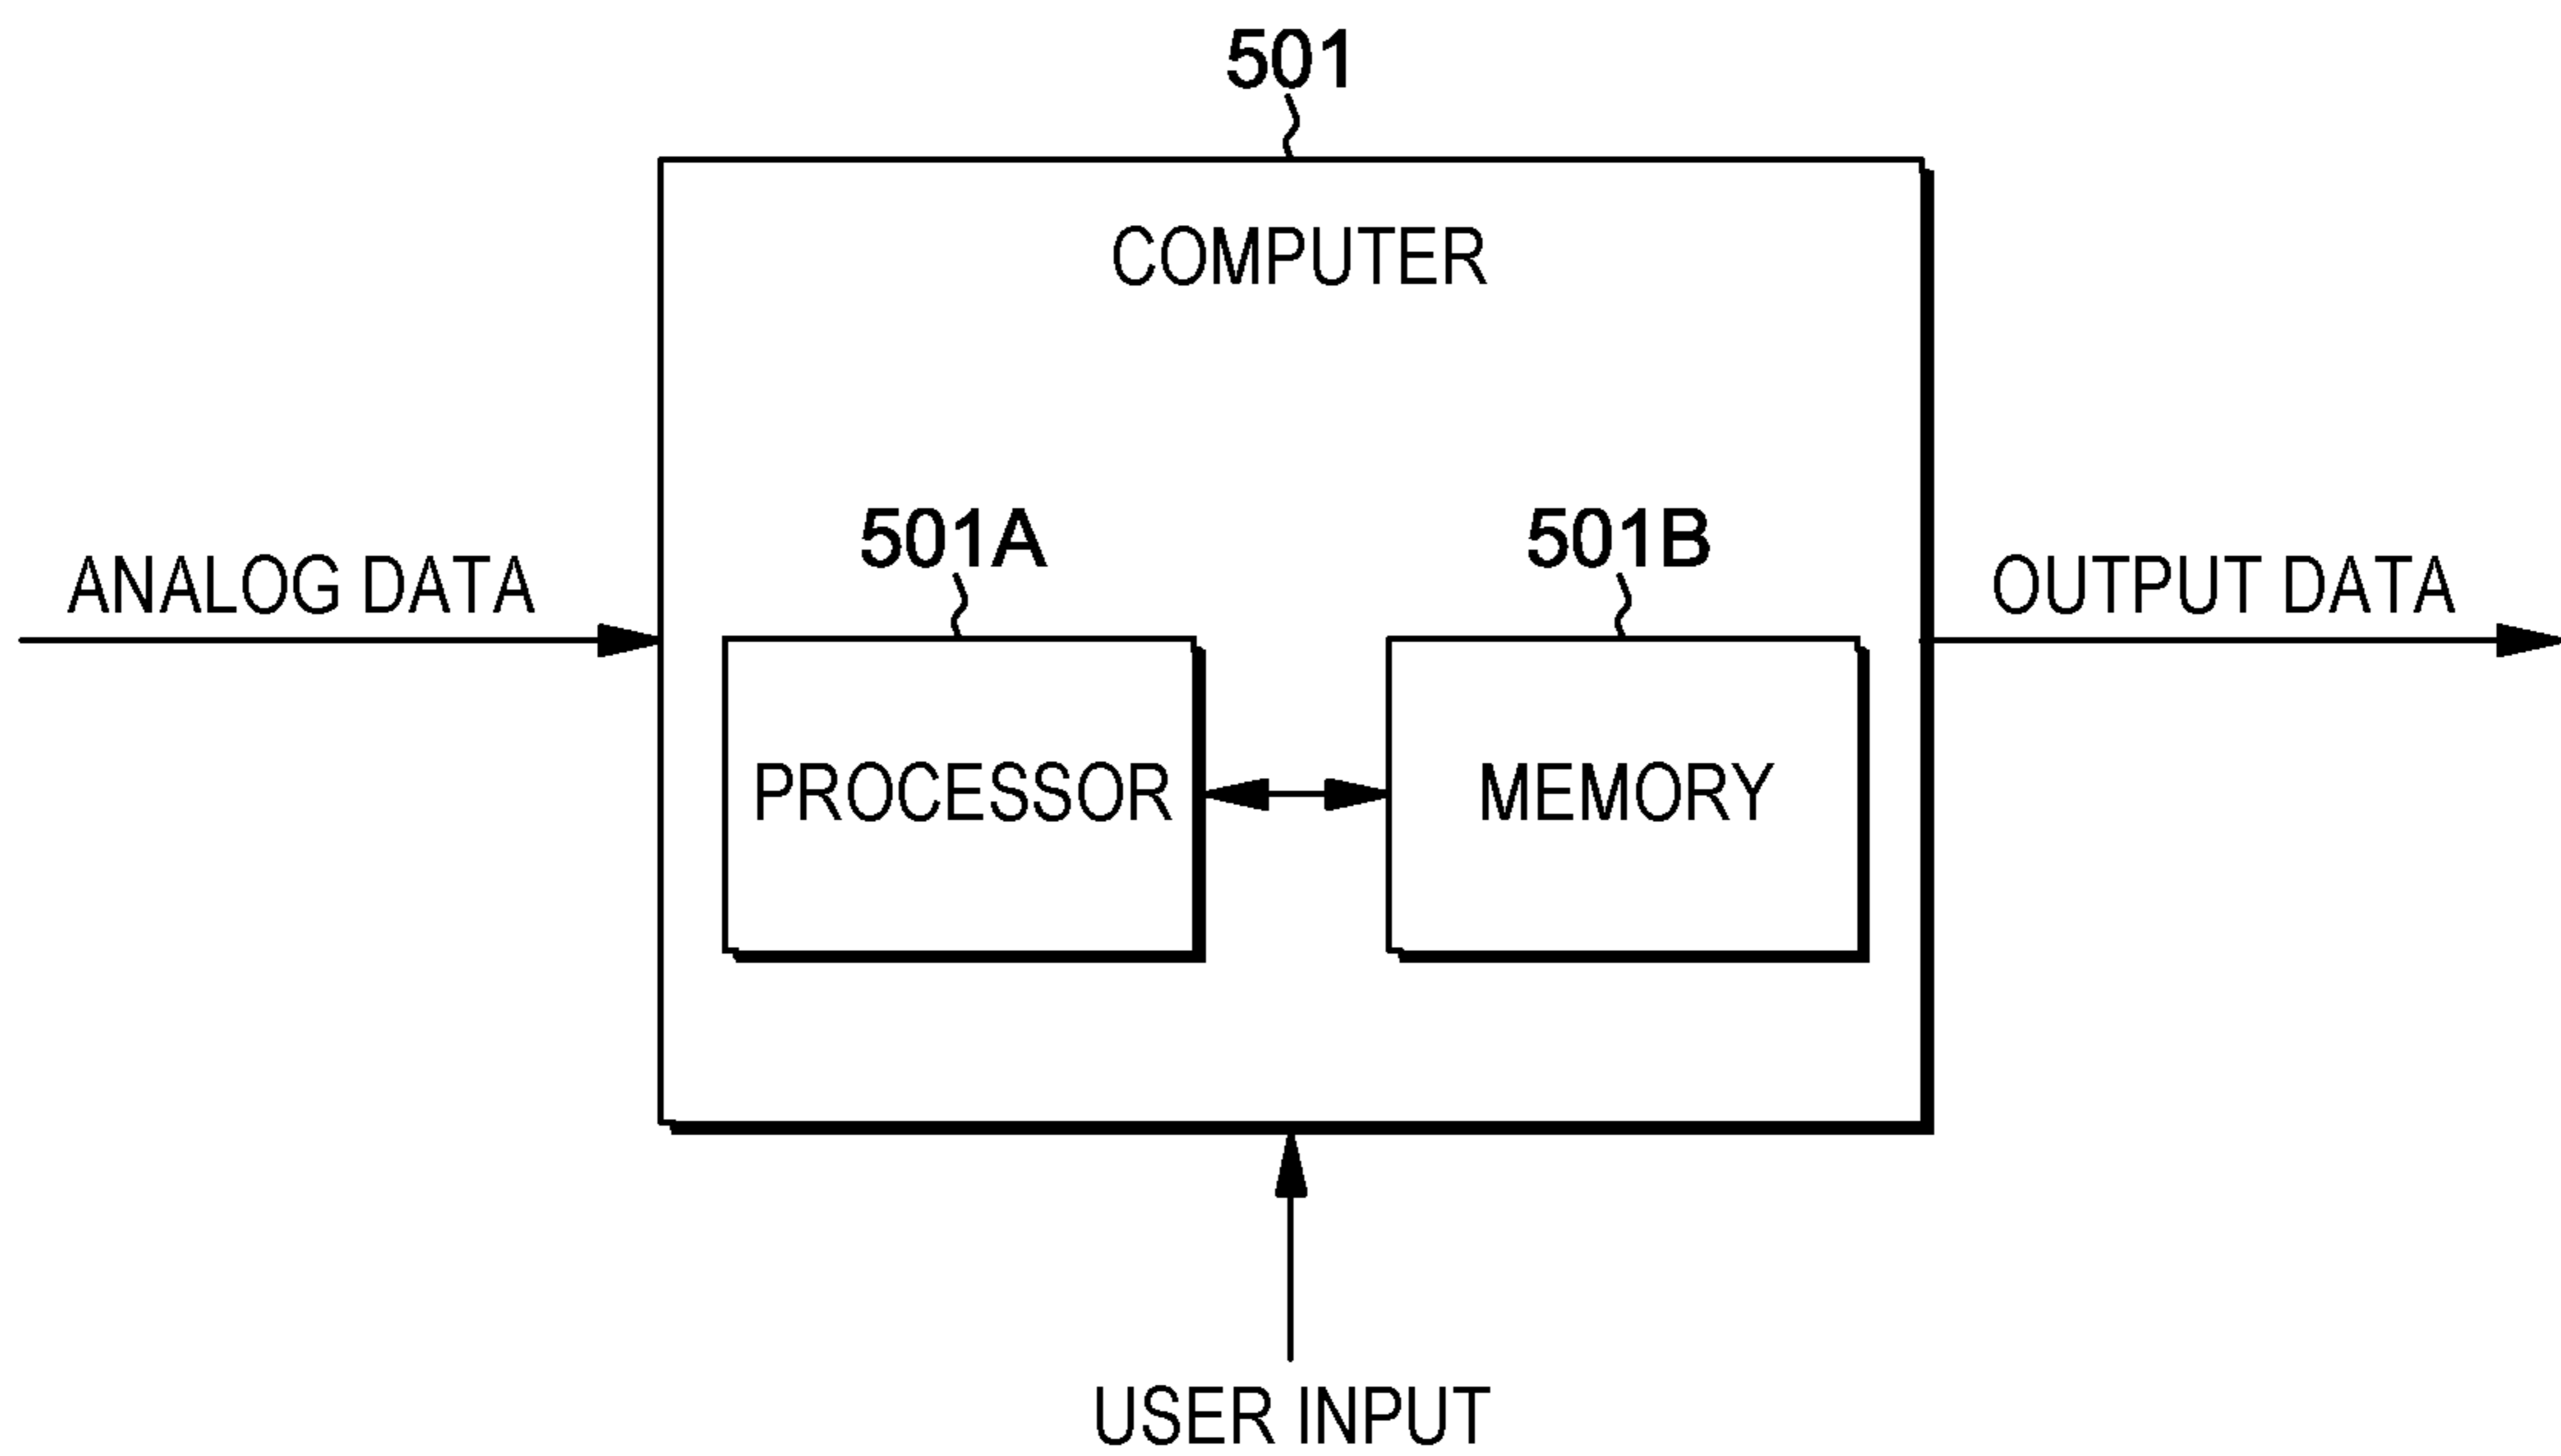 501
COMPUTER
501A
501B
ANALOG DATA
OUTPUT DATA
PROCESSOR
MEMORY
USER INPUT